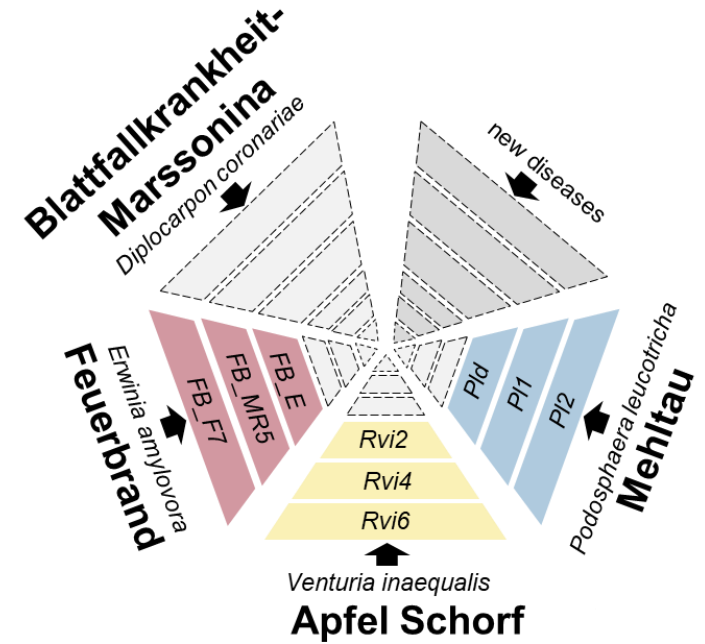 Blattfallkrankheit-
Marssonina
Diplocarpon coronariae
new diseases
Feuerbrand
Erwinia amylovora
FB_F7
FB_MR5
FB_E
Pld
Pl1
Pl2
Podosphaera leucotricha
Mehltau
Rvi2
Rvi4
Rvi6
Venturia inaequalis
Apfel Schorf